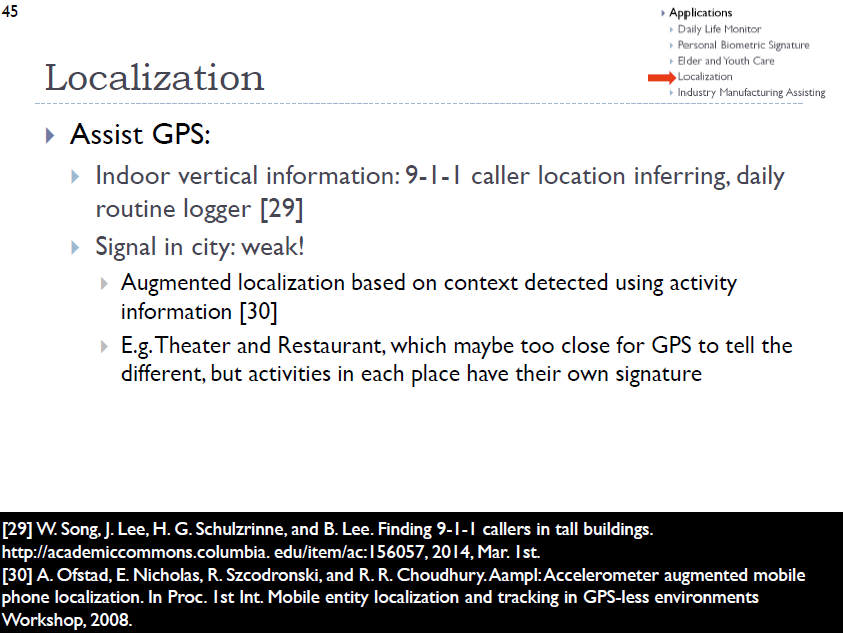 45
Applications
Daily Life Monitor
Personal Biometric Signature
Elder and Youth Care
Localization
Industry Manufacturing Assisting
Localization
Assist GPS:
Indoor vertical information: 9-1-1 caller location inferring, daily
routine logger [29]
Signal in city: weak!
Augmented localization based on context detected using activity
information [30]
E.g. Theater and Restaurant, which maybe too close for GPS to tell the
different, but activities in each place have their own signature
[29] W. Song, J. Lee, H. G. Schulzrinne, and B. Lee. Finding 9-1-1 callers in tall buildings.
http://academiccommons.columbia. edu/item/ac:156057, 2014, Mar. 1st.
[30] A. Ofstad, E. Nicholas, R. Szcodronski, and R. R. Choudhury. Aampl: Accelerometer augmented mobile
phone localization. In Proc. 1st Int. Mobile entity localization and tracking in GPS-less environments
Workshop, 2008.